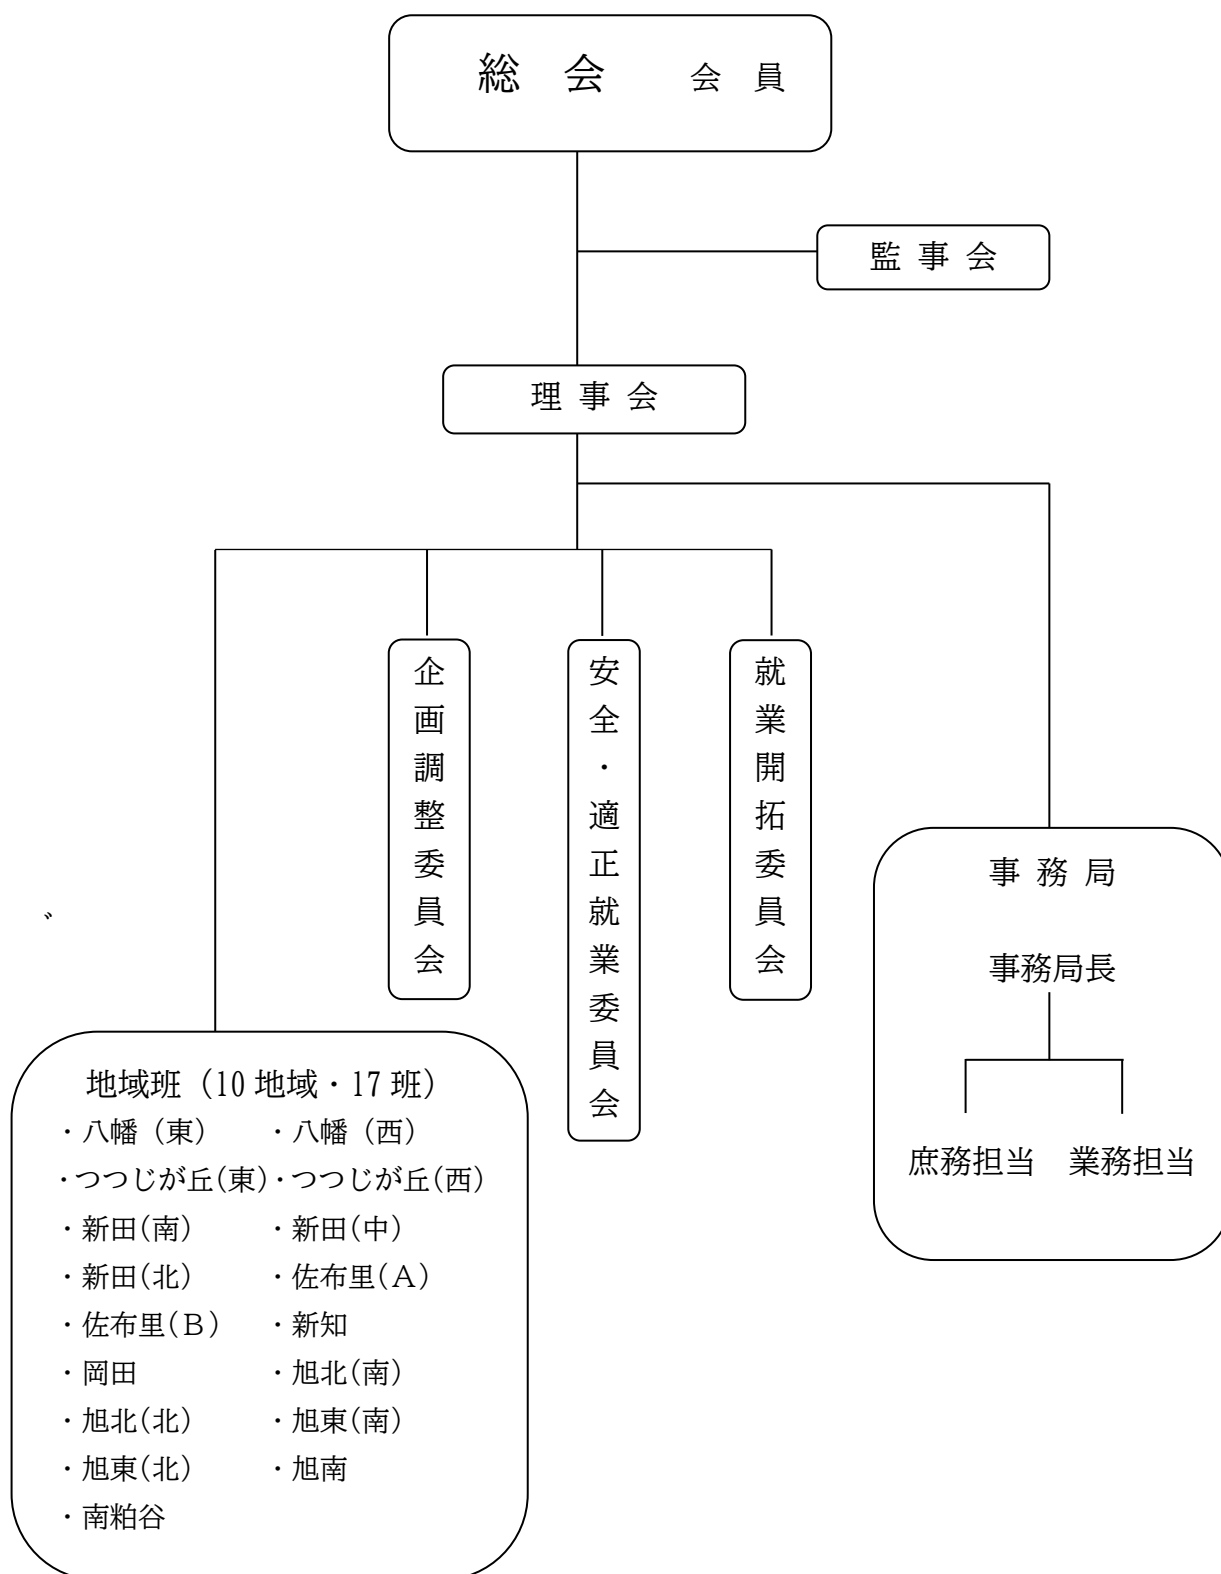 総　会　　会　員
監 事 会
理 事 会
企画調整委員会
安全・適正就業委員会
就業開拓委員会
事 務 局
事務局長
庶務担当　業務担当
゛
地域班（10 地域・17 班）
・八幡（東）　・八幡（西）
・つつじが丘(東)・つつじが丘(西)
・新田(南)　・新田(中)
・新田(北)　・佐布里(Ａ)
・佐布里(Ｂ)　・新知
・岡田　・旭北(南)
・旭北(北)　・旭東(南)
・旭東(北)　・旭南
・南粕谷